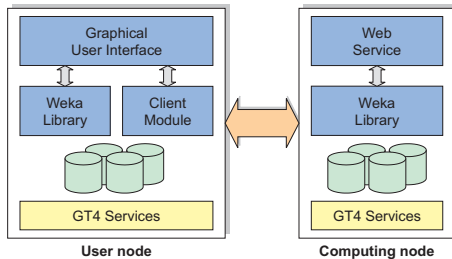 Graphical
User Interface
Weka
Library
Client
Module
GT4 Services
User node
Web
Service
Weka
Library
GT4 Services
Computing node